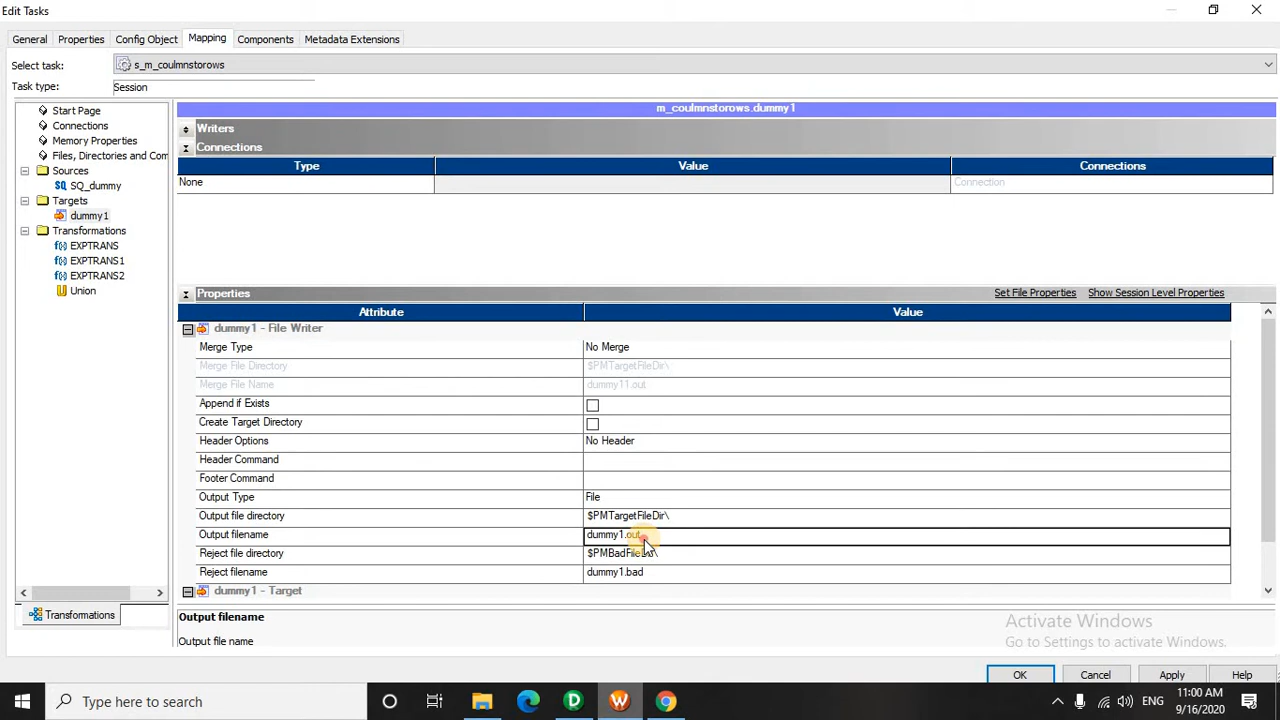 Edit Tasks
General Properties Config Object Mapping Components Metadata Extensions
Select task: s_m_coulmnstorows
Task type: Session
Start Page
Connections
Memory Properties
Files, Directories and Com
Sources
SQ_dummy
Targets
dummy1
Transformations
EXPTRANS
EXPTRANS1
EXPTRANS2
Union
Transformations
m_coulmnstorows.dummy1
Writers
Connections
Type Value Connections
None Connection
Properties Set File Properties Show Session Level Properties
Attribute Value
dummy1 - File Writer
Merge Type No Merge
Merge File Directory $PMTargetFileDir\
Merge File Name dummy11.out
Append if Exists
Create Target Directory
Header Options No Header
Header Command
Footer Command
Output Type File
Output file directory $PMTargetFileDir\
Output filename dummy1.out
Reject file directory
Reject filename dummy1.bad
dummy1 - Target
Output filename
Output file name
Activate Windows
Go to Settings to activate Windows.
OK Cancel Apply Help
Type here to search
ENG
11:00 AM
9/16/2020